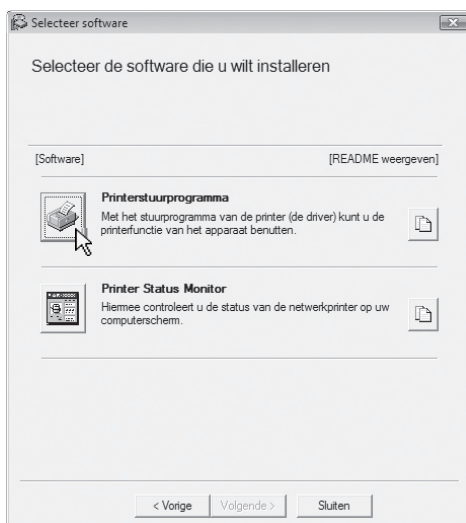 Selecteer software
Selecteer de software die u wilt installeren
[Software] [README weergeven]
Printerstuurprogramma
Met het stuurprogramma van de printer (de driver) kunt u de
printerfunctie van het apparaat benutten.
Printer Status Monitor
Hiermee controleert u de status van de netwerkprinter op uw
computerscherm.
< Vorige Volgende > Sluiten